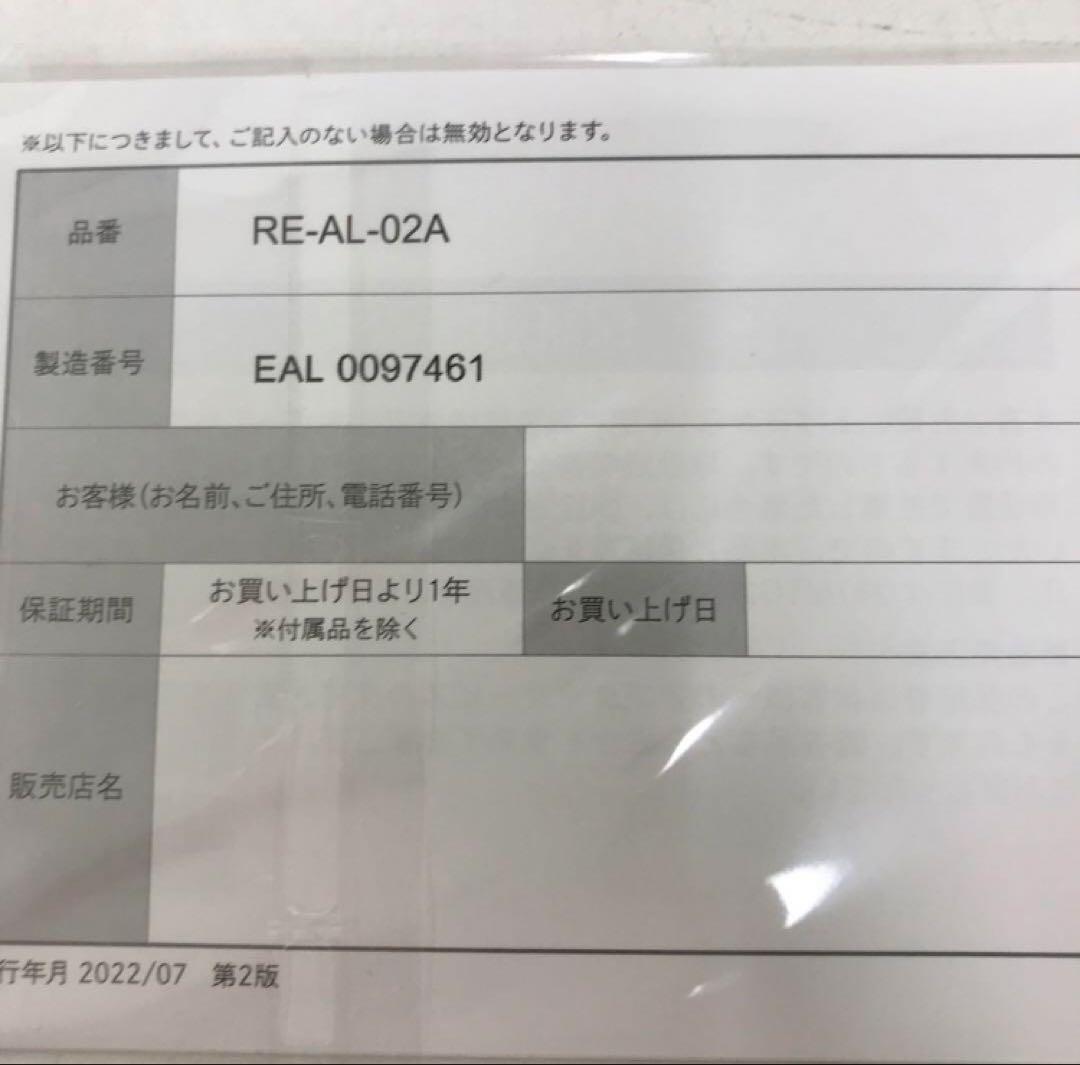 ※以下につきまして、ご記入のない場合は無効となります。
品番 RE-AL-02A
製造番号 EAL 0097461
お客様(お名前、ご住所、電話番号)
保証期間 お買い上げ日より1年 お買い上げ日
※付属品を除く
販売店名
行年月 2022/07 第2版